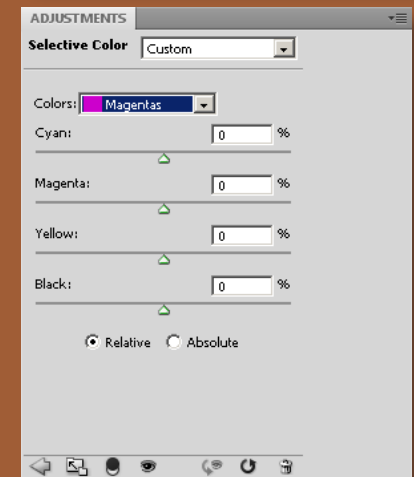 ADJUSTMENTS
Selective Color Custom
Colors: Magentas
Cyan: 0 %
Magenta: 0 %
Yellow: 0 %
Black: 0 %
Relative Absolute